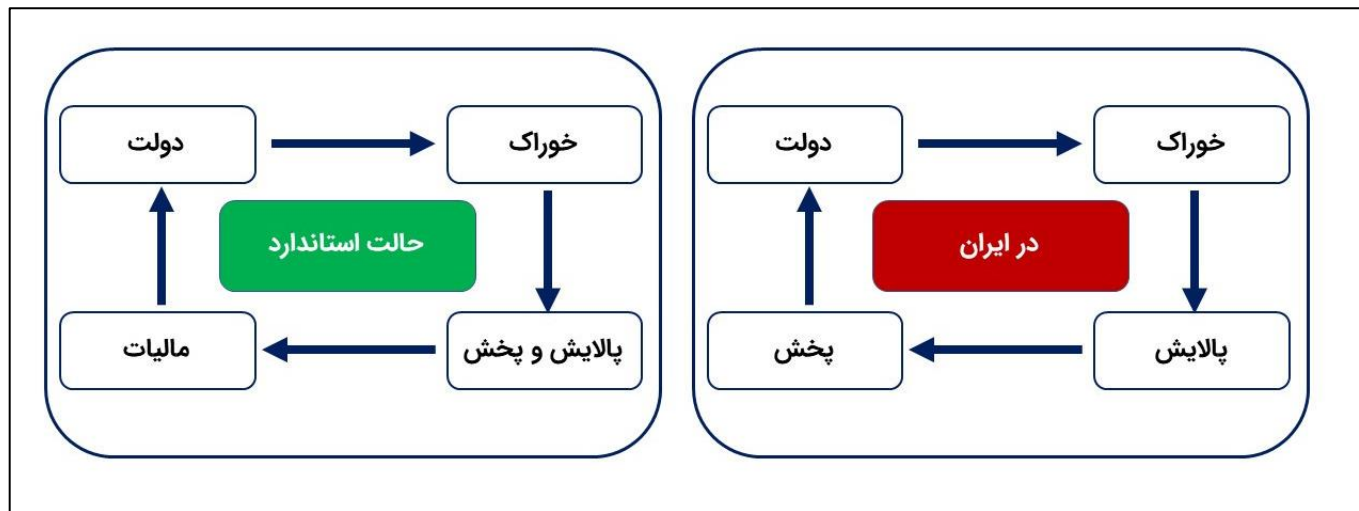 دولت
خوراک
حالت استاندارد
مالیات
پالایش و پخش
دولت
خوراک
در ایران
پخش
پالایش